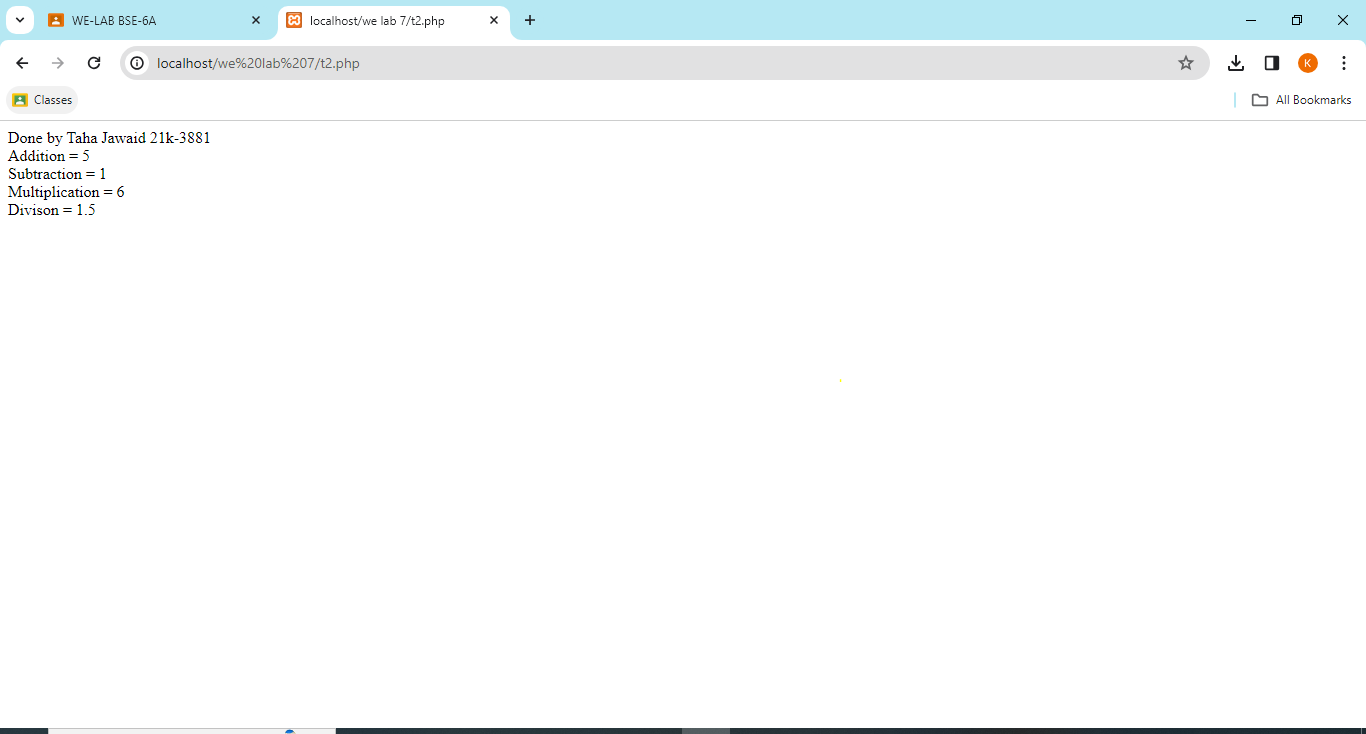 WE-LAB BSE-6A
localhost/we lab 7/t2.php
localhost/we%20lab%207/t2.php
K
Classes
All Bookmarks
Done by Taha Jawaid 21k-3881
Addition = 5
Subtraction = 1
Multiplication = 6
Divison = 1.5